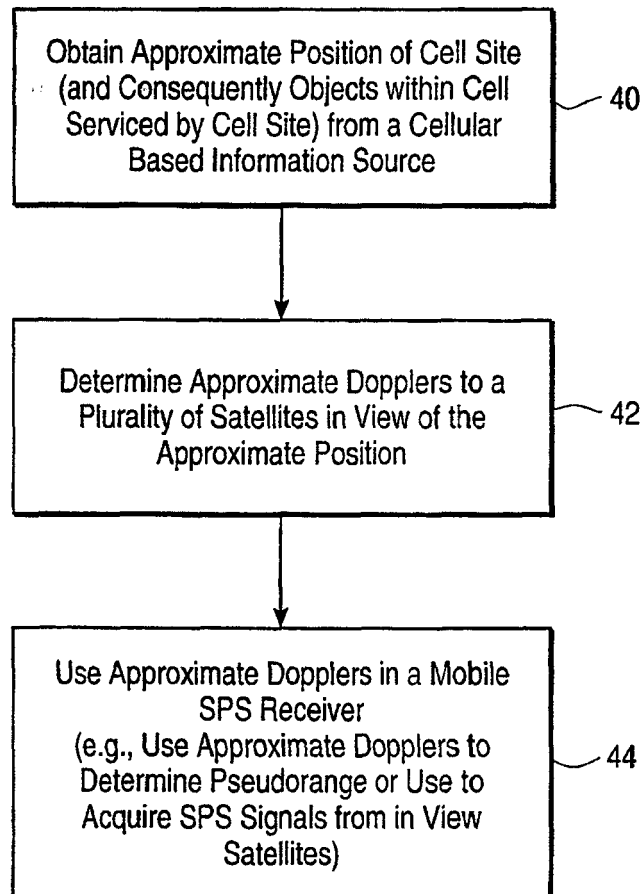 Obtain Approximate Position of Cell Site
(and Consequently Objects within Cell
Serviced by Cell Site) from a Cellular
Based Information Source
40
Determine Approximate Dopplers to a
Plurality of Satellites in View of the
Approximate Position
42
Use Approximate Dopplers in a Mobile
SPS Receiver
(e.g., Use Approximate Dopplers to
Determine Pseudorange or Use to
Acquire SPS Signals from in View
Satellites)
44